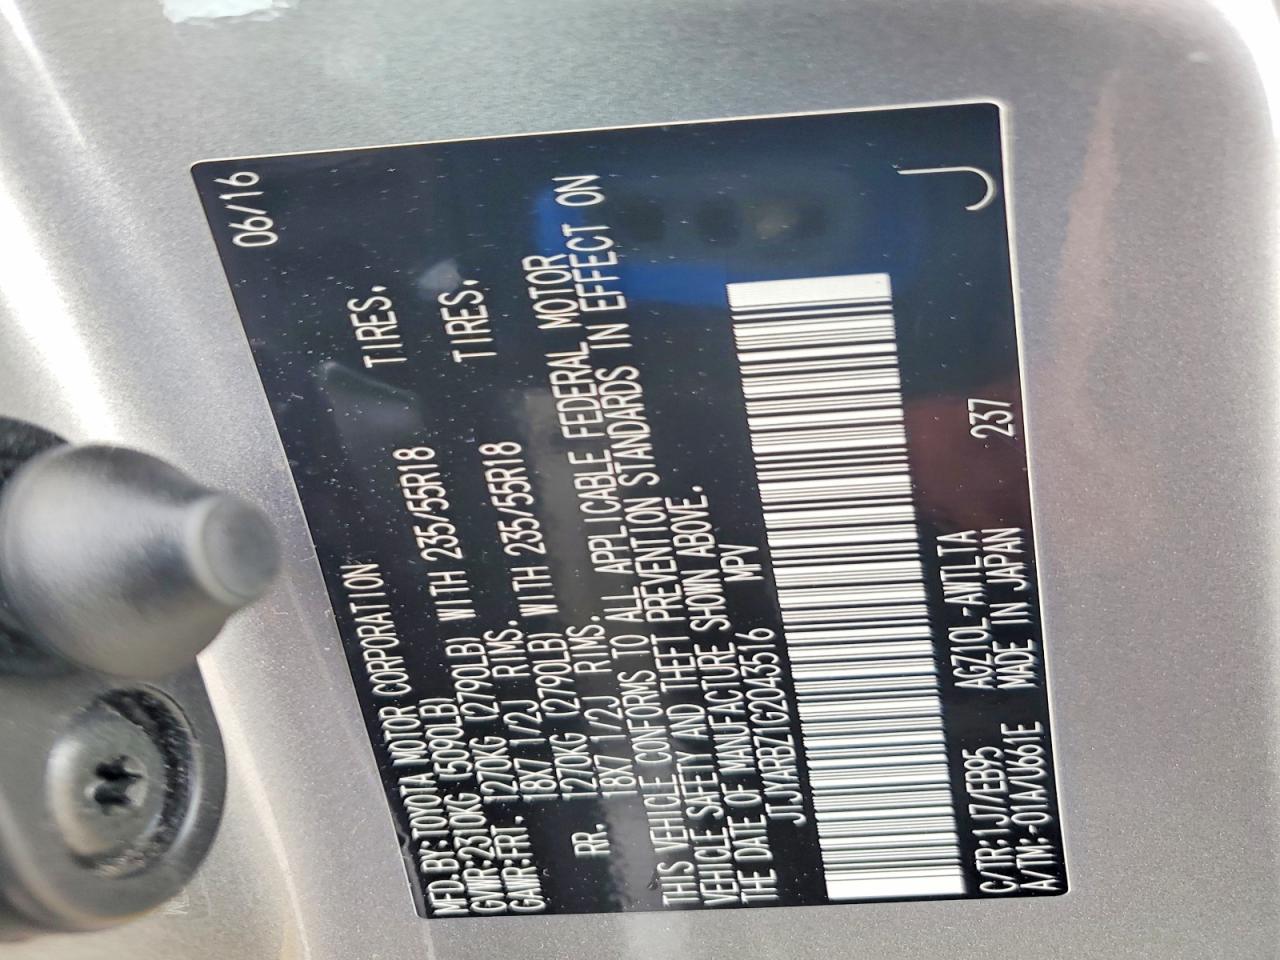 MFD. BY: TOYOTA MOTOR CORPORATION 06/16
GVWR: 2310KG (5090LB)
GAWR: FRT. 1270KG (2790LB) WITH 235/55R18 TIRES,
18X7 1/2J RIMS.
RR. 1270KG (2790LB) WITH 235/55R18 TIRES,
18X7 1/2J RIMS.
THIS VEHICLE CONFORMS TO ALL APPLICABLE FEDERAL MOTOR
VEHICLE SAFETY AND THEFT PREVENTION STANDARDS IN EFFECT ON
THE DATE OF MANUFACTURE SHOWN ABOVE.
JTJYARBZ1G2043516 MPV
C/TR: 1J7/EB95 AGZ10L-AWTLTA 237 J
A/TM: -01A/U661E MADE IN JAPAN